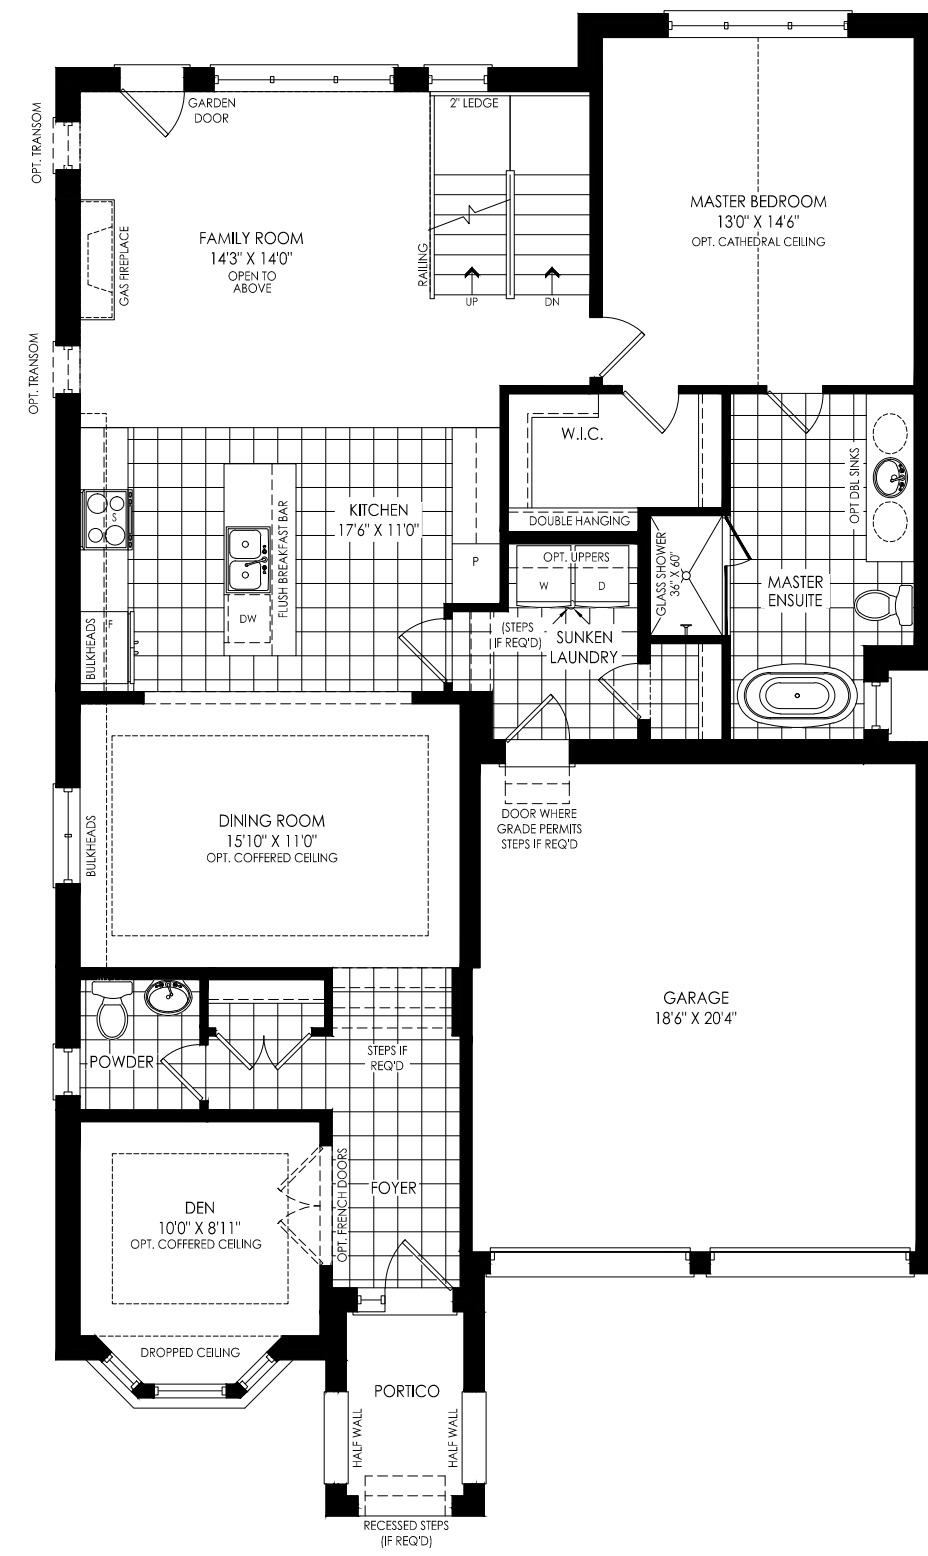 GARDEN
DOOR
2" LEDGE
OPT. TRANSOM
MASTER BEDROOM
13'0" X 14'6"
OPT. CATHEDRAL CEILING
FAMILY ROOM
14'3" X 14'0"
OPEN TO
ABOVE
GAS FIREPLACE
RAILING
UP
DN
OPT. TRANSOM
W.I.C.
DOUBLE HANGING
OPT DBL SINKS
KITCHEN
17'6" X 11'0"
S
FLUSH BREAKFAST BAR
DW
P
F
BULKHEADS
OPT. UPPERS
W
D
GLASS SHOWER
36" X 60"
MASTER
ENSUITE
(STEPS
IF REQ'D)
SUNKEN
LAUNDRY
DINING ROOM
15'10" X 11'0"
OPT. COFFERED CEILING
BULKHEADS
DOOR WHERE
GRADE PERMITS
STEPS IF REQ'D
GARAGE
18'6" X 20'4"
POWDER
STEPS IF
REQ'D
FOYER
OPT. FRENCH DOORS
DEN
10'0" X 8'11"
OPT. COFFERED CEILING
DROPPED CEILING
PORTICO
HALF WALL
HALF WALL
RECESSED STEPS
(IF REQ'D)